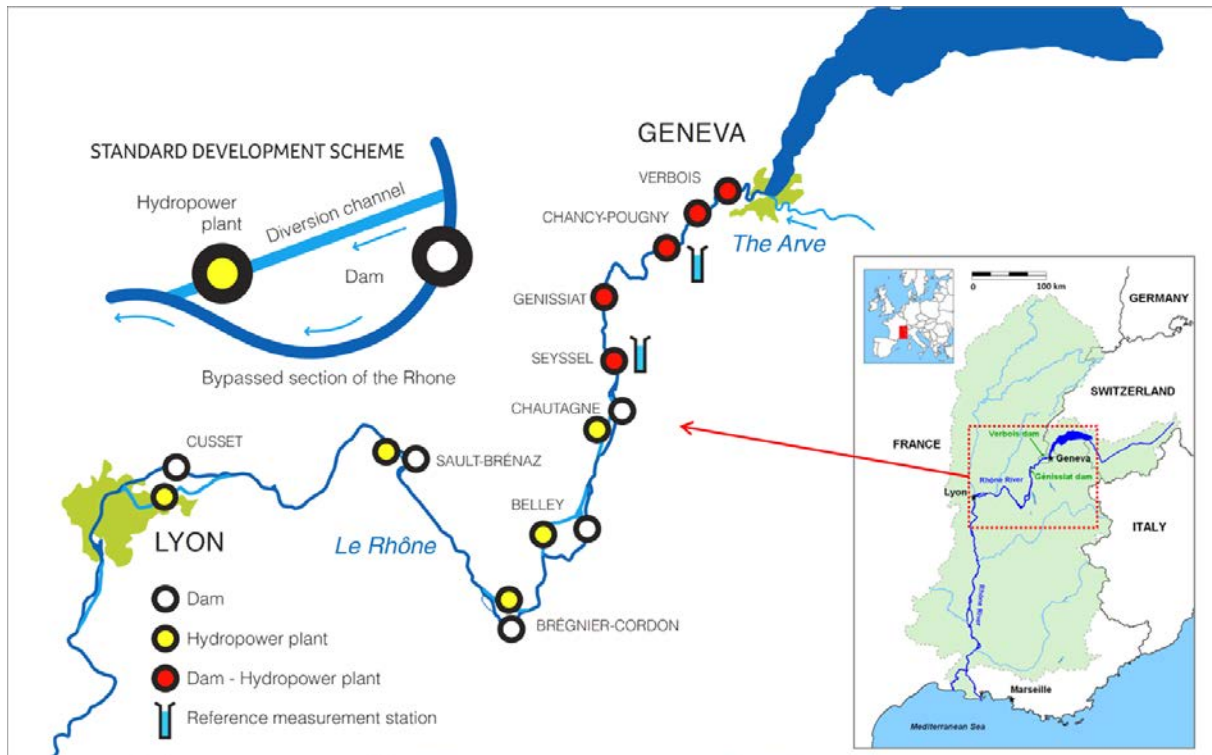 STANDARD DEVELOPMENT SCHEME
Hydropower
plant
Diversion channel
Dam
Bypassed section of the Rhone
GENEVA
VERBOIS
CHANCY-POUGNY
The Arve
GENISSIAT
SEYSSEL
CHAUTAGNE
CUSSET
SAULT-BRÉNAZ
BELLEY
LYON
Le Rhône
BRÉGNIER-CORDON
Dam
Hydropower plant
Dam - Hydropower plant
Reference measurement station
0 100 km
GERMANY
SWITZERLAND
FRANCE
Verbois dam
Geneva
Rhone River
Génissiat dam
Lyon
ITALY
Rhone River
Marseille
Mediterranean Sea